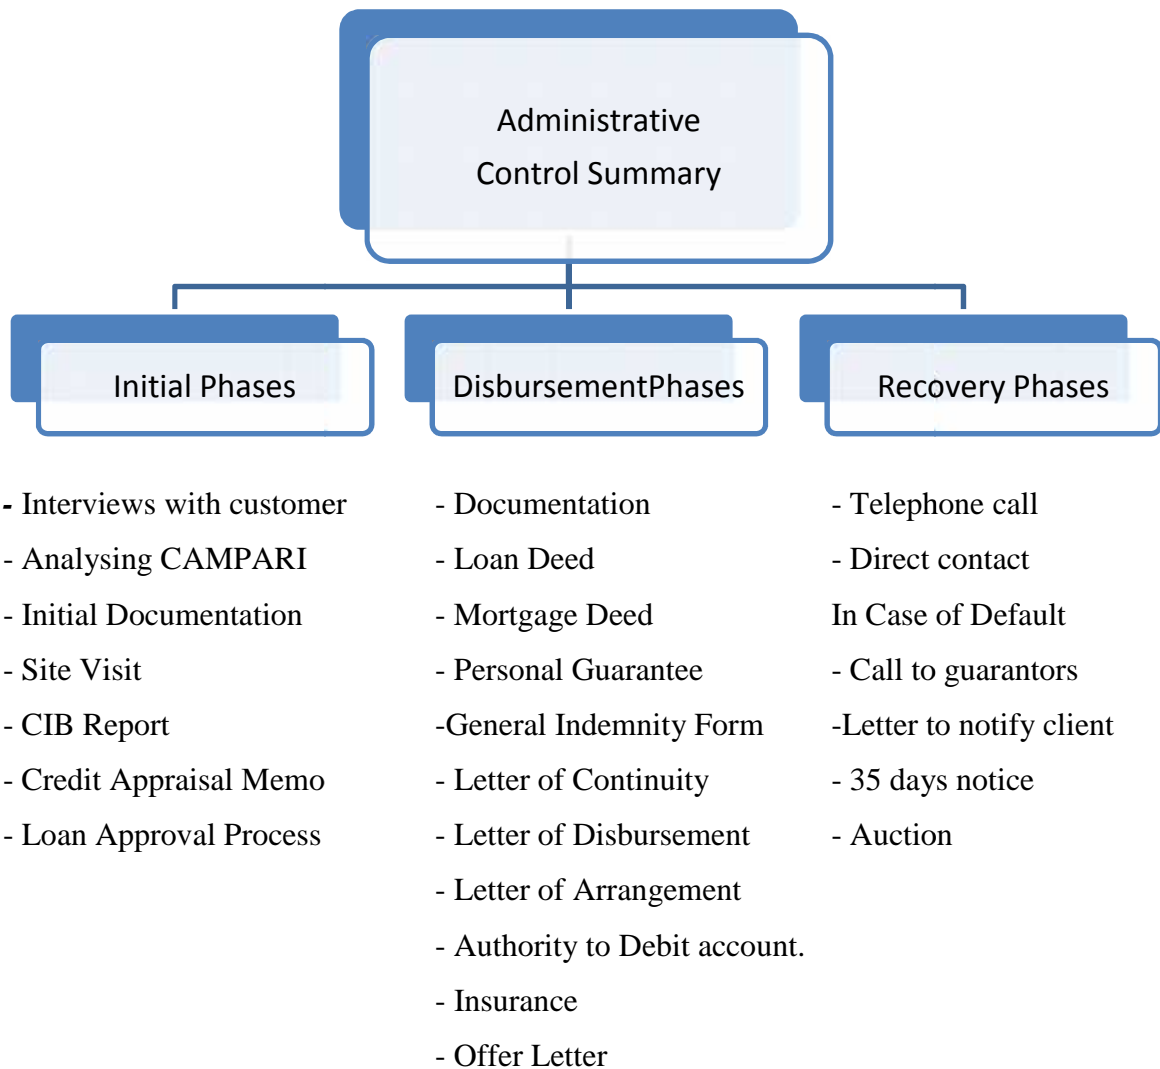 Administrative
Control Summary
Initial Phases
DisbursementPhases
Recovery Phases
- Interviews with customer
- Analysing CAMPARI
- Initial Documentation
- Site Visit
- CIB Report
- Credit Appraisal Memo
- Loan Approval Process
- Documentation
- Loan Deed
- Mortgage Deed
- Personal Guarantee
-General Indemnity Form
- Letter of Continuity
- Letter of Disbursement
- Letter of Arrangement
- Authority to Debit account.
- Insurance
- Offer Letter
- Telephone call
- Direct contact
In Case of Default
- Call to guarantors
-Letter to notify client
- 35 days notice
- Auction